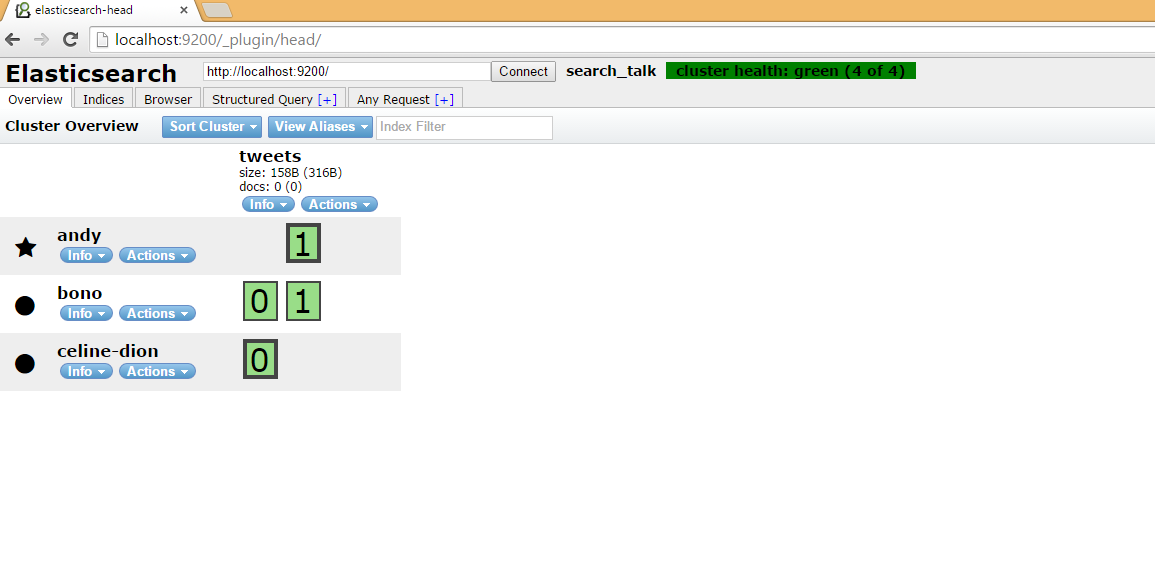 elasticsearch-head
localhost:9200/_plugin/head/
Elasticsearch http://localhost:9200/ Connect search_talk cluster health: green (4 of 4)
Overview Indices Browser Structured Query [+] Any Request [+]
Cluster Overview Sort Cluster View Aliases Index Filter
tweets
size: 158B (316B)
docs: 0 (0)
Info Actions
andy
Info Actions
1
bono
Info Actions
0 1
celine-dion
Info Actions
0